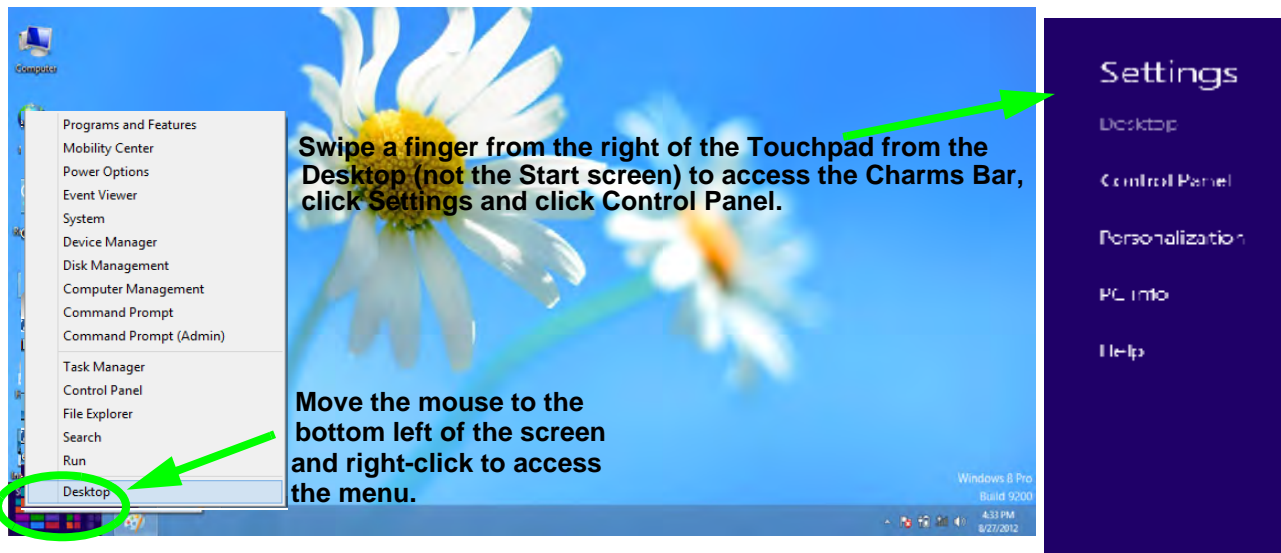 Computer
Programs and Features
Mobility Center
Power Options
Event Viewer
System
Device Manager
Disk Management
Computer Management
Command Prompt
Command Prompt (Admin)
Task Manager
Control Panel
File Explorer
Search
Run
Desktop
Swipe a finger from the right of the Touchpad from the
Desktop (not the Start screen) to access the Charms Bar,
click Settings and click Control Panel.
Move the mouse to the
bottom left of the screen
and right-click to access
the menu.
Windows 8 Pro
Build 9200
4:33 PM
8/27/2012
Settings
Desktop
Control Panel
Personalization
PC info
Help